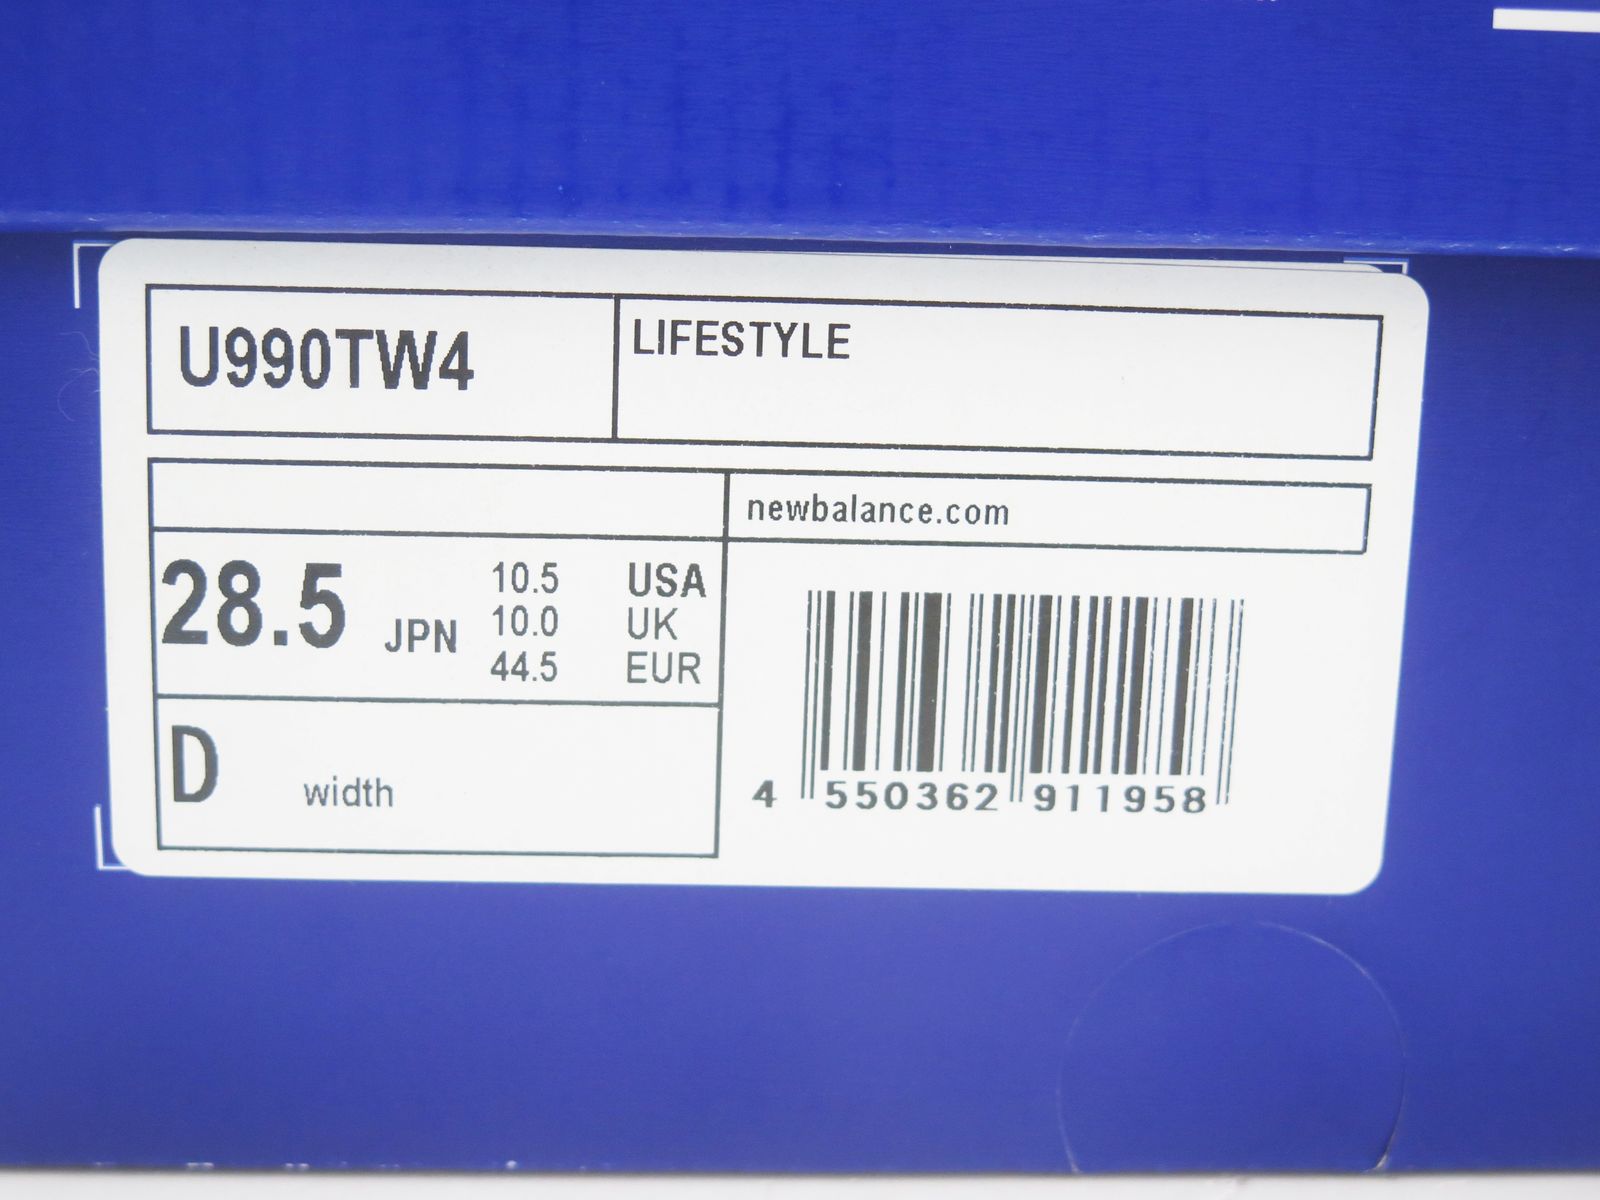 U990TW4
LIFESTYLE
newbalance.com
28.5 JPN
10.5 USA
10.0 UK
44.5 EUR
D width
4 550362 911958